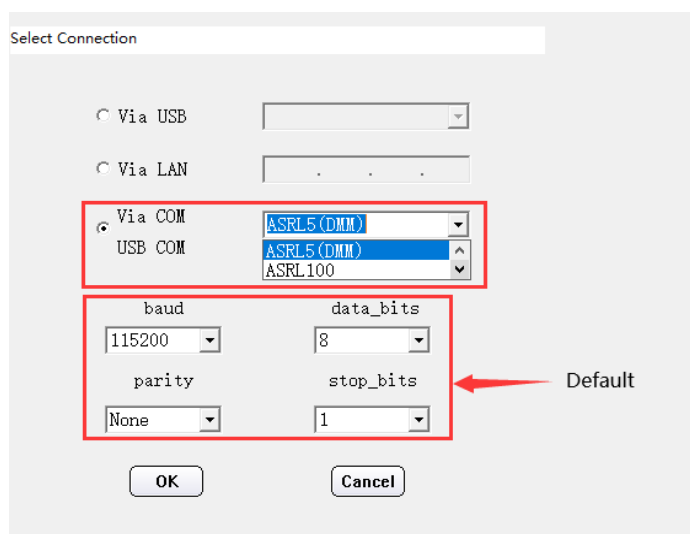 Select Connection
Via USB
Via LAN
. . .
Via COM
USB COM
ASRL5(DMM)
ASRL5(DMM)
ASRL100
baud data_bits
115200 8
parity stop_bits
Default
None 1
OK Cancel